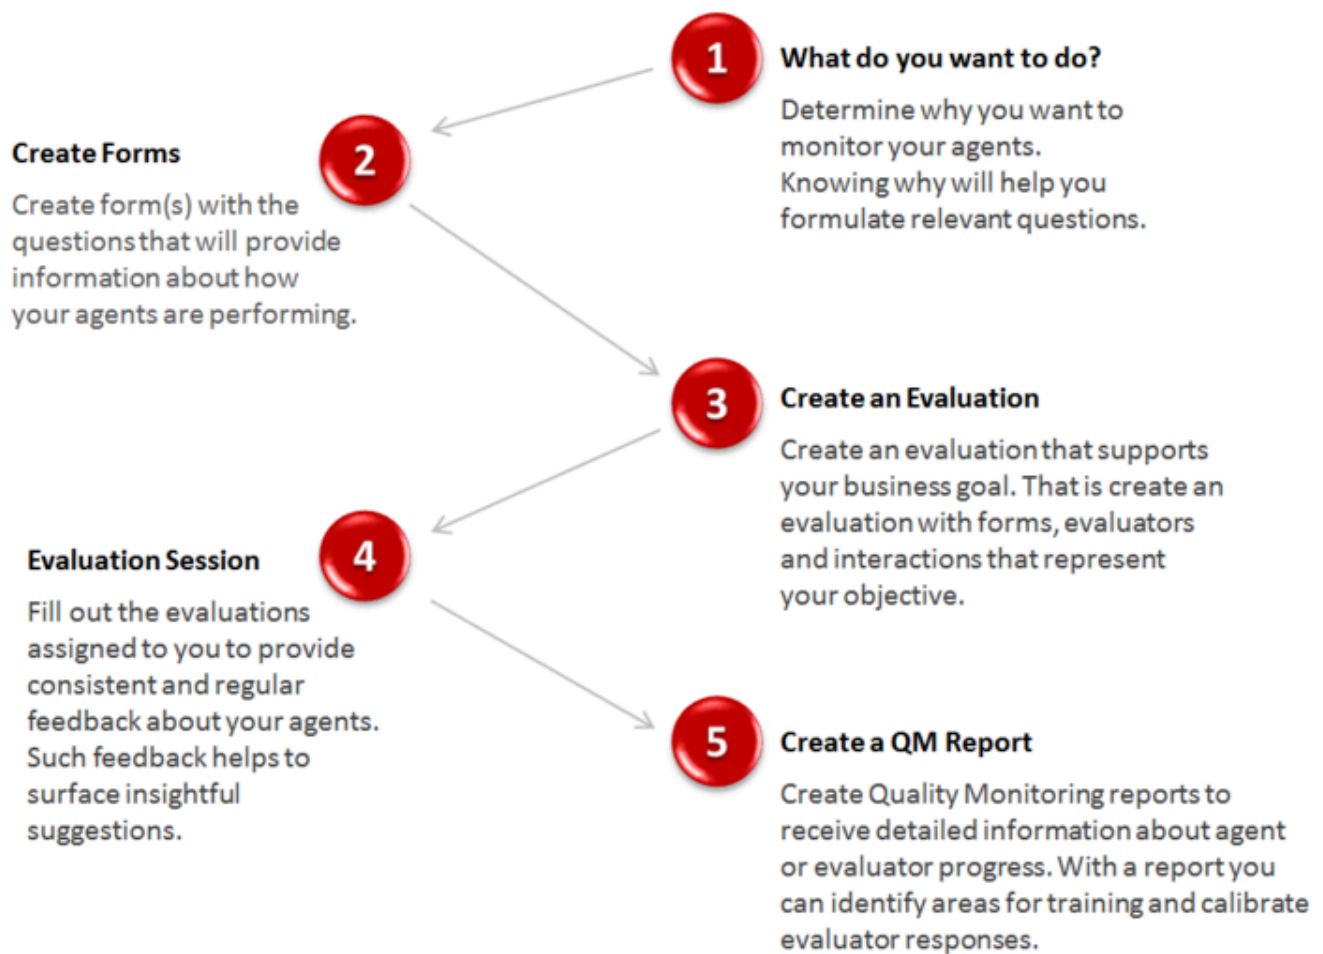 1
What do you want to do?
Determine why you want to
monitor your agents.
Knowing why will help you
formulate relevant questions.
2
Create Forms
Create form(s) with the
questions that will provide
information about how
your agents are performing.
3
Create an Evaluation
Create an evaluation that supports
your business goal. That is create an
evaluation with forms, evaluators
and interactions that represent
your objective.
4
Evaluation Session
Fill out the evaluations
assigned to you to provide
consistent and regular
feedback about your agents.
Such feedback helps to
surface insightful
suggestions.
5
Create a QM Report
Create Quality Monitoring reports to
receive detailed information about agent
or evaluator progress. With a report you
can identify areas for training and calibrate
evaluator responses.